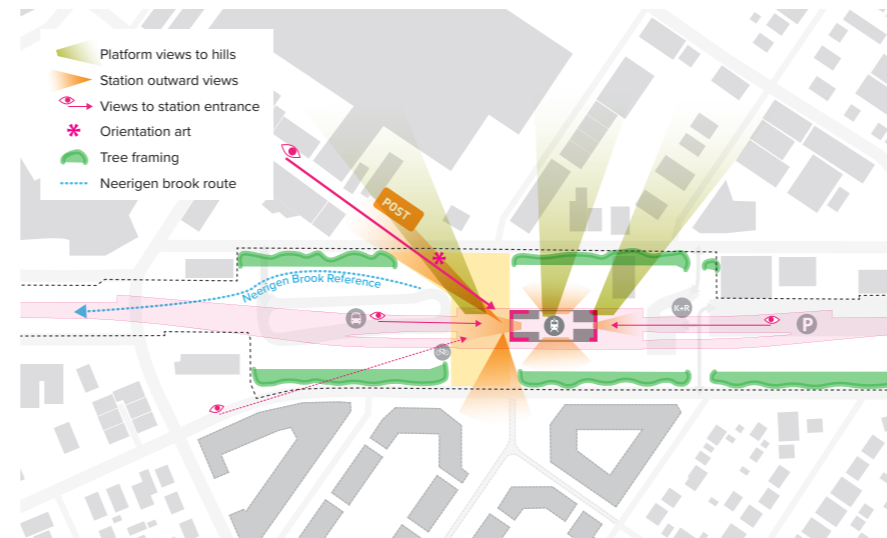 Platform views to hills
Station outward views
Views to station entrance
Orientation art
Tree framing
Neerigen brook route
POST
Neerigen Brook Reference
K+R
P